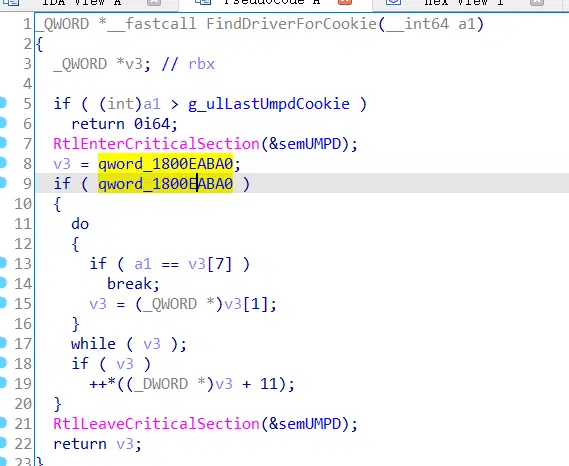 IDA View A Pseudocode A Hex View 1
1 _QWORD *__fastcall FindDriverForCookie(__int64 a1)
2 {
3 _QWORD *v3; // rbx
4
5 if ( (int)a1 > g_ulLastUmpdCookie )
6 return 0i64;
7 RtlEnterCriticalSection(&semUMPD);
8 v3 = qword_1800EABA0;
9 if ( qword_1800EABA0 )
10 {
11 do
12 {
13 if ( a1 == v3[7] )
14 break;
15 v3 = (_QWORD *)v3[1];
16 }
17 while ( v3 );
18 if ( v3 )
19 ++*((_DWORD *)v3 + 11);
20 }
21 RtlLeaveCriticalSection(&semUMPD);
22 return v3;
23 }